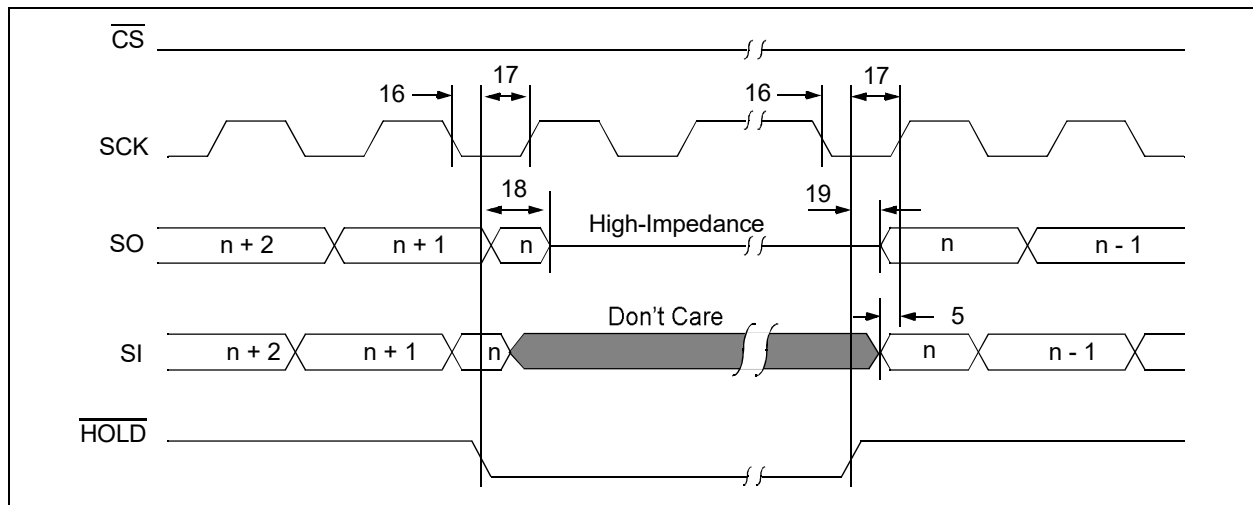 CS
16
17
16
17
SCK
18
19
High-Impedance
SO
n + 2
n + 1
n
n
n - 1
5
Don't Care
SI
n + 2
n + 1
n
n
n - 1
HOLD